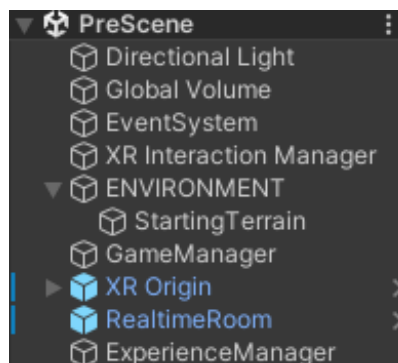 PreScene
Directional Light
Global Volume
EventSystem
XR Interaction Manager
ENVIRONMENT
StartingTerrain
GameManager
XR Origin
RealtimeRoom
ExperienceManager